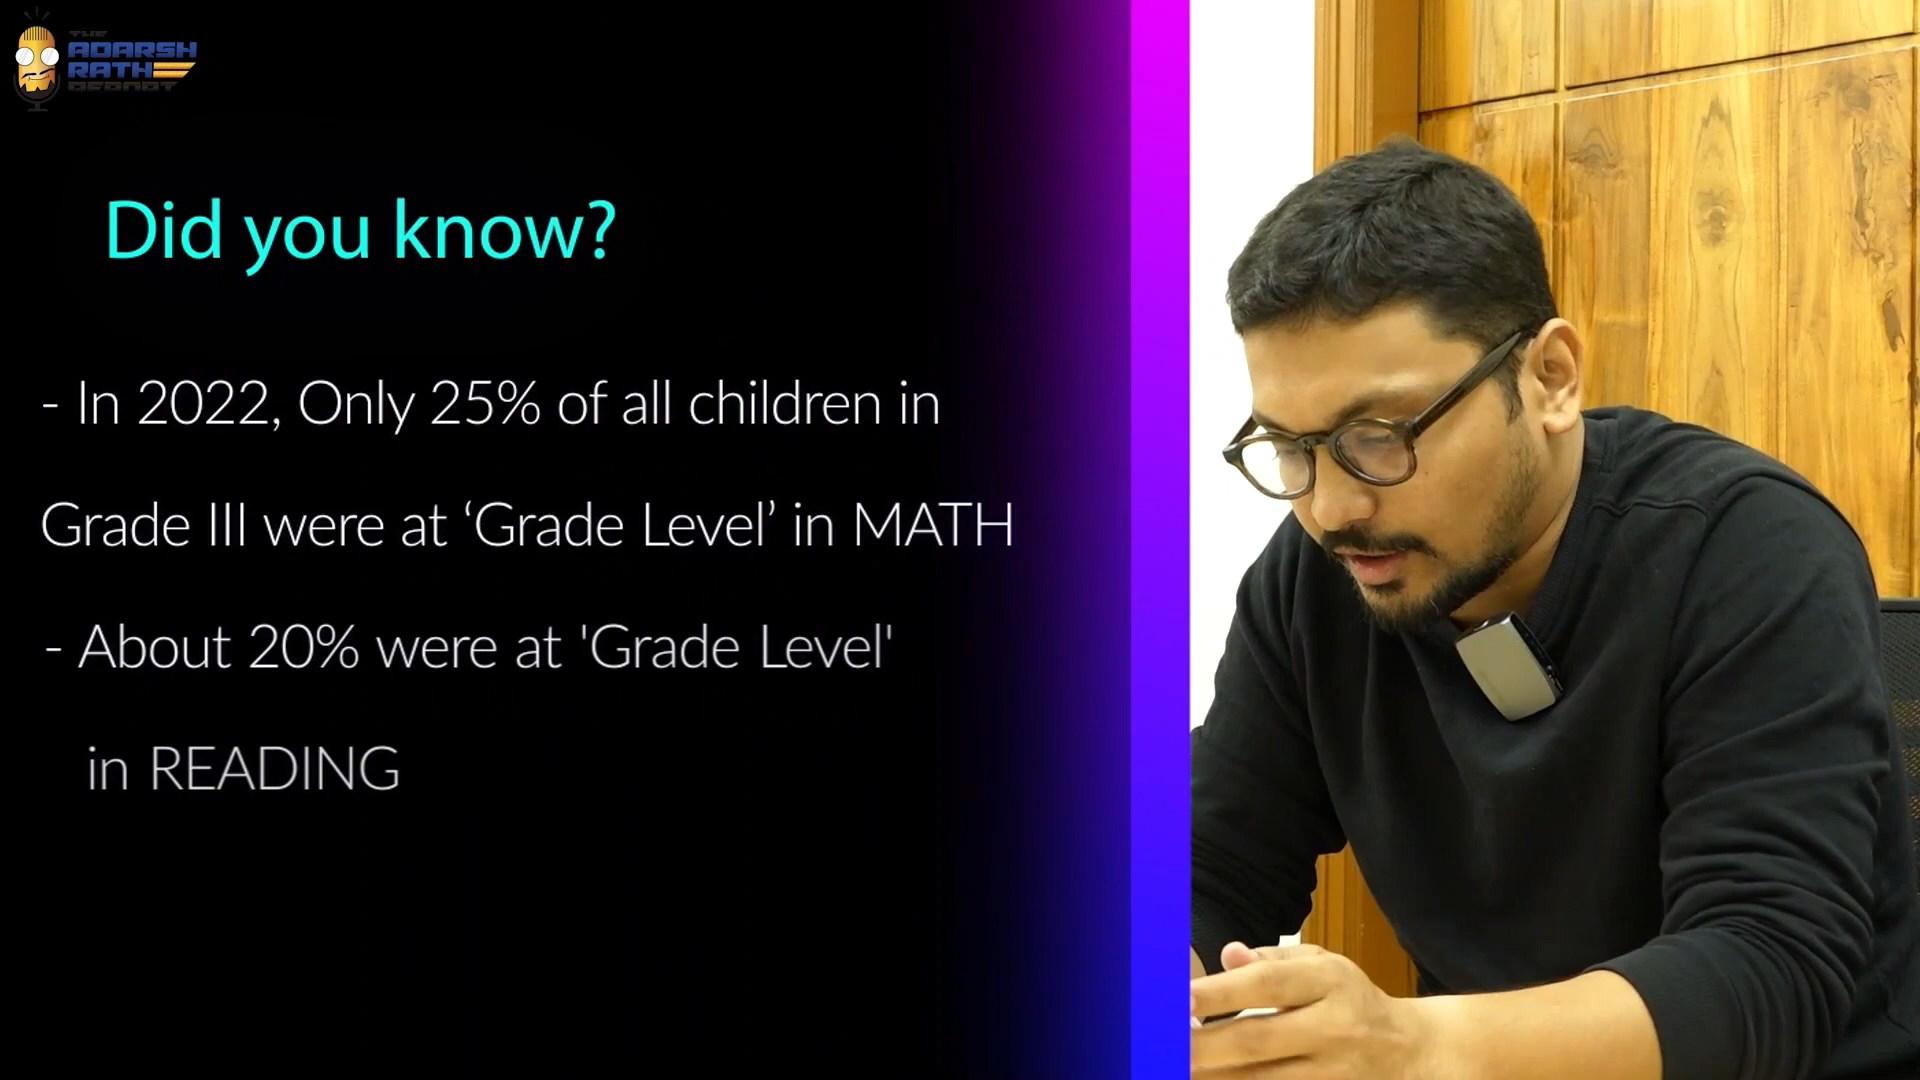 THE
ADARSH
RATH
Did you know?
- In 2022, Only 25% of all children in
Grade III were at ‘Grade Level’ in MATH
- About 20% were at 'Grade Level'
in READING